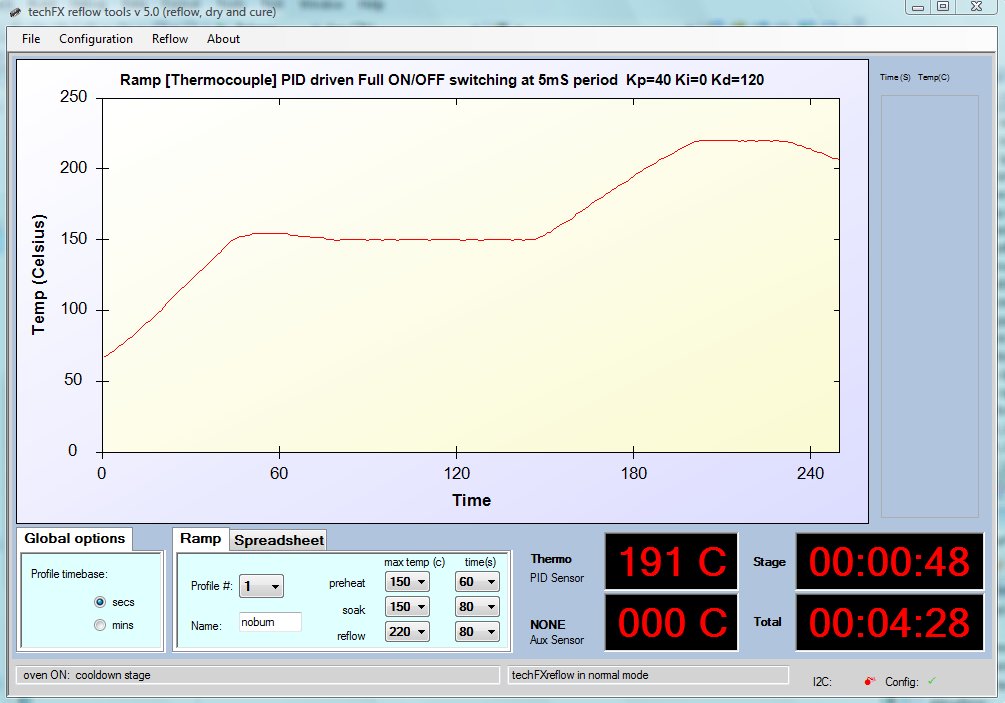 techFX reflow tools v 5.0 (reflow, dry and cure)
File Configuration Reflow About
Ramp [Thermocouple] PID driven Full ON/OFF switching at 5mS period Kp=40 Ki=0 Kd=120
Time (S) Temp(C)
250
200
150
100
50
0
Temp (Celsius)
0 60 120 180 240
Time
Global options
Profile timebase:
secs
mins
Ramp Spreadsheet
max temp (c) time(s)
Profile #: 1 preheat 150 60
soak 150 80
Name: noburn reflow 220 80
Thermo
PID Sensor
191 C
NONE
Aux Sensor
000 C
Stage 00:00:48
Total 00:04:28
oven ON: cooldown stage
techFXreflow in normal mode
I2C: Config: